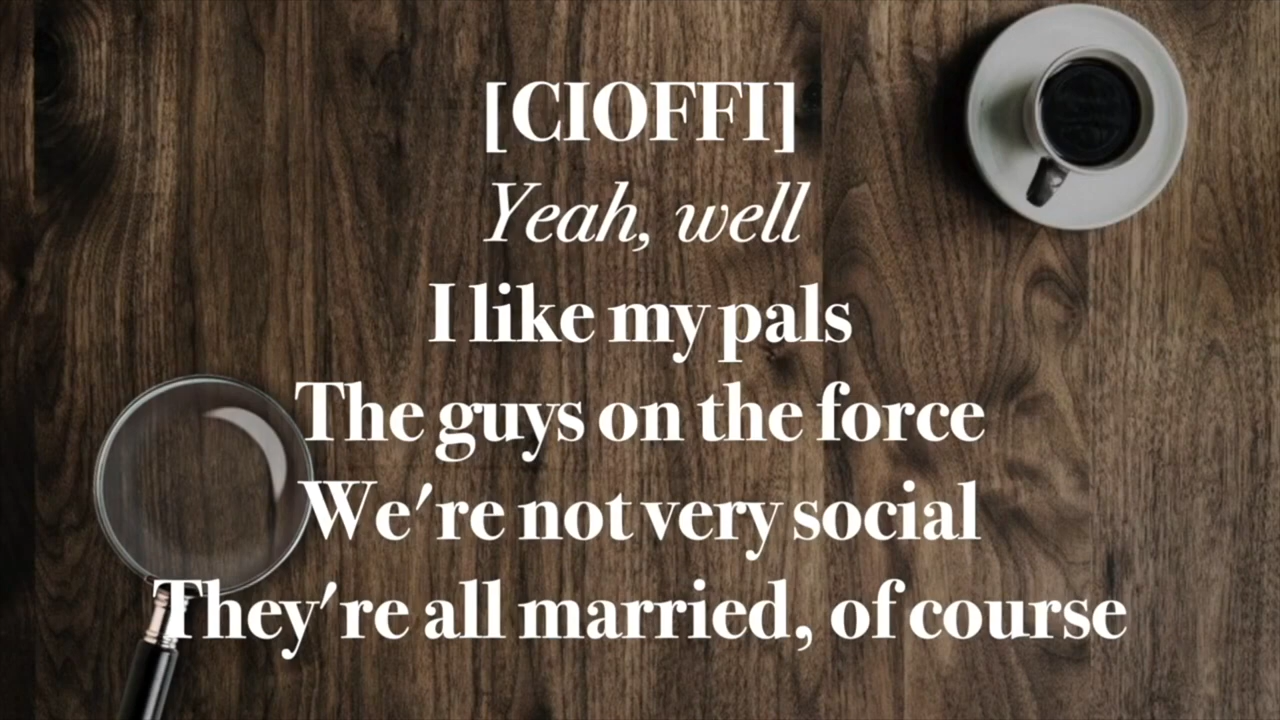 [CIOFFI]
Yeah, well
I like my pals
The guys on the force
We're not very social
They're all married, of course